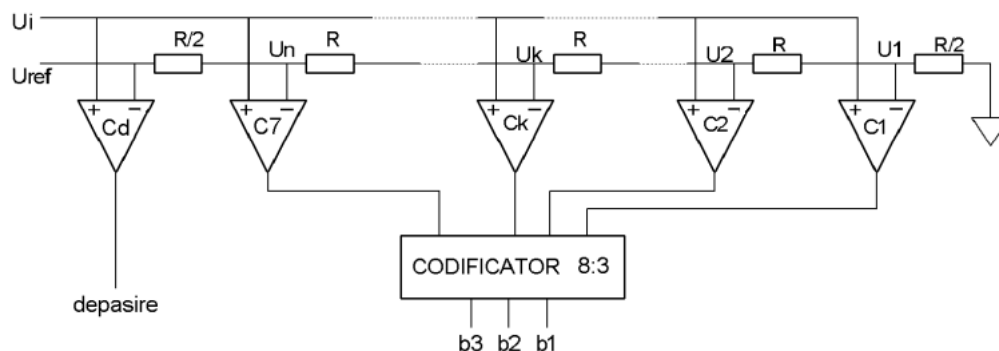 Ui
R/2 Un R Uk R U2 R U1 R/2
Uref
+ − + − + − + − + −
Cd C7 Ck C2 C1
CODIFICATOR 8:3
depasire
b3 b2 b1